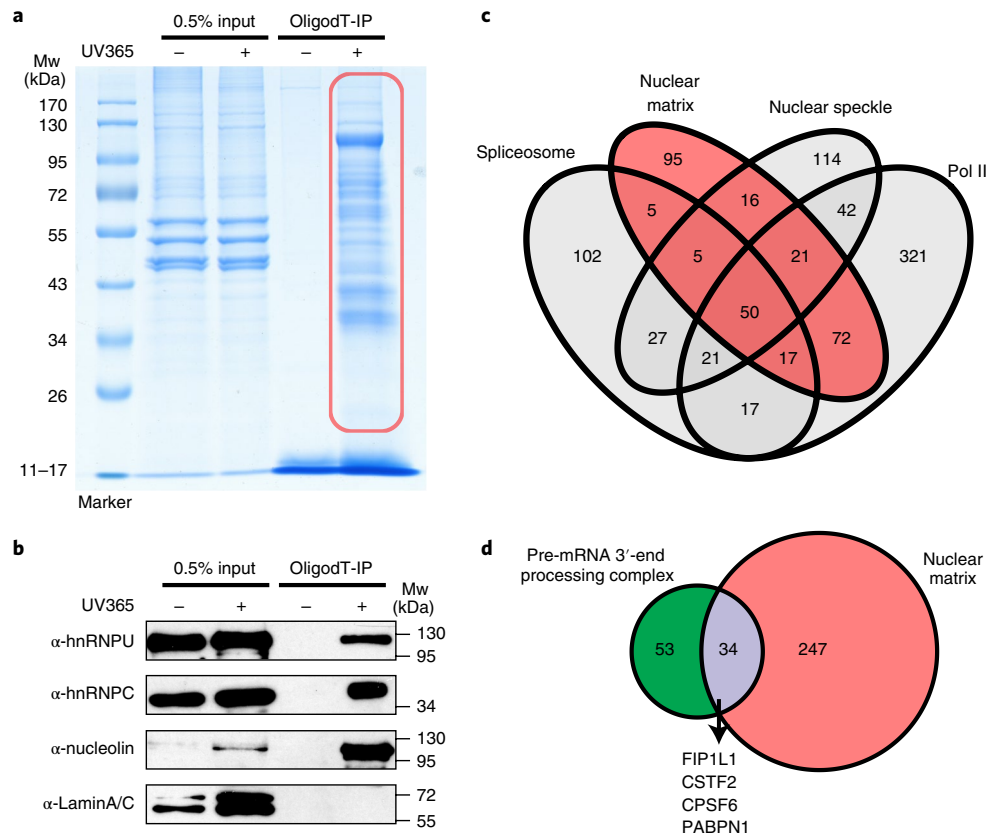 a
0.5% input
OligodT-IP
UV365
–
+
–
+
Mw
(kDa)
170
130
95
72
55
43
34
26
11–17
Marker
b
0.5% input
OligodT-IP
UV365
–
+
–
+
Mw
(kDa)
α-hnRNPU
130
95
α-hnRNPC
34
α-nucleolin
130
95
α-LaminA/C
72
55
c
Nuclear
matrix
Nuclear speckle
Spliceosome
Pol II
95
114
16
5
42
102
5
21
321
50
27
21
17
72
17
d
Pre-mRNA 3′-end
processing complex
Nuclear
matrix
53
34
247
FIP1L1
CSTF2
CPSF6
PABPN1